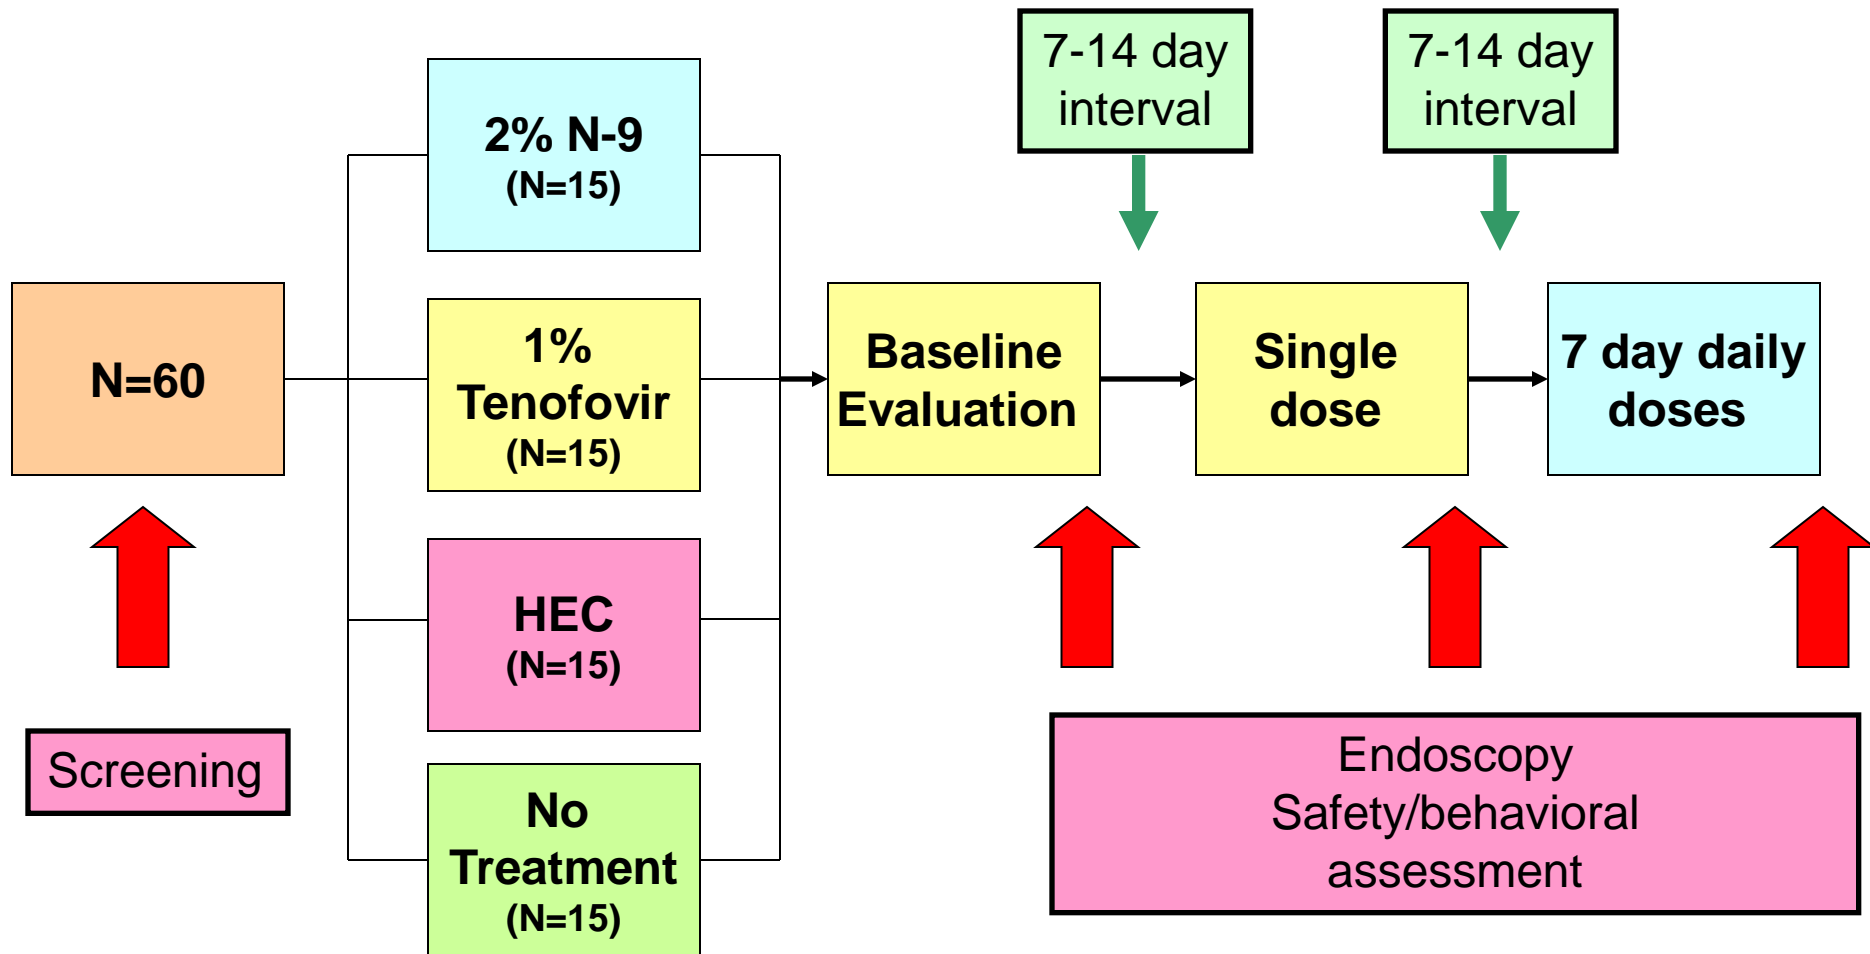 N=60
Screening
2% N-9
(N=15)
1%
Tenofovir
(N=15)
HEC
(N=15)
No
Treatment
(N=15)
Baseline
Evaluation
7-14 day
interval
Single
dose
7-14 day
interval
7 day daily
doses
Endoscopy
Safety/behavioral
assessment